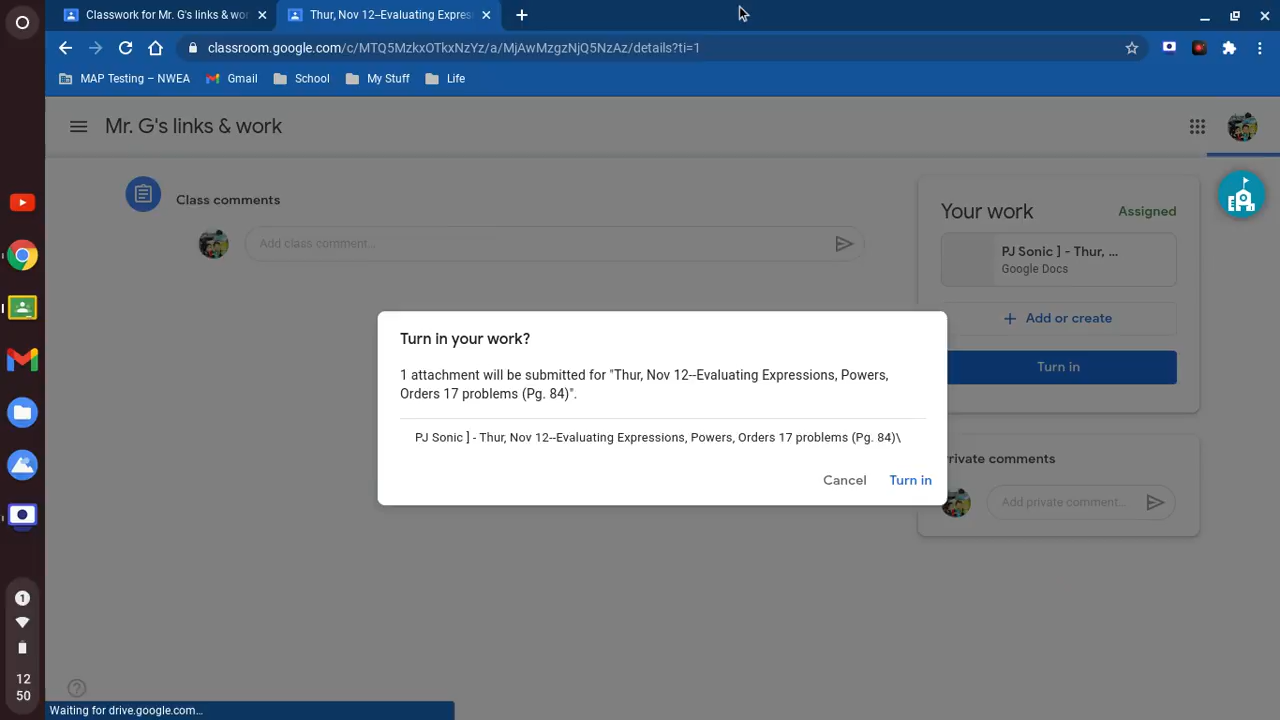 Classwork for Mr. G's links & wor
Thur, Nov 12--Evaluating Expres
classroom.google.com/c/MTQ5MzkxOTkxNzYz/a/MjAwMzgzNjQ5NzAz/details?ti=1
MAP Testing – NWEA
Gmail
School
My Stuff
Life
Mr. G's links & work
Class comments
Add class comment...
Your work
Assigned
PJ Sonic ] - Thur, ...
Google Docs
+ Add or create
Turn in
Turn in your work?
1 attachment will be submitted for "Thur, Nov 12--Evaluating Expressions, Powers,
Orders 17 problems (Pg. 84)".
PJ Sonic ] - Thur, Nov 12--Evaluating Expressions, Powers, Orders 17 problems (Pg. 84)\
Cancel
Turn in
rivate comments
Add private comment...
1
12
50
Waiting for drive.google.com...